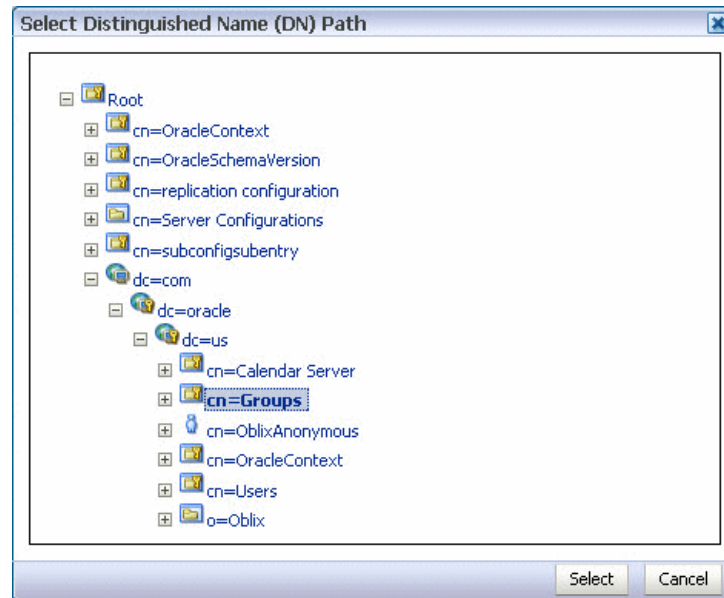 Select Distinguished Name (DN) Path
Root
cn=OracleContext
cn=OracleSchemaVersion
cn=replication configuration
cn=Server Configurations
cn=subconfigsubentry
dc=com
dc=oracle
dc=us
cn=Calendar Server
cn=Groups
cn=OblixAnonymous
cn=OracleContext
cn=Users
o=Oblix
Select Cancel